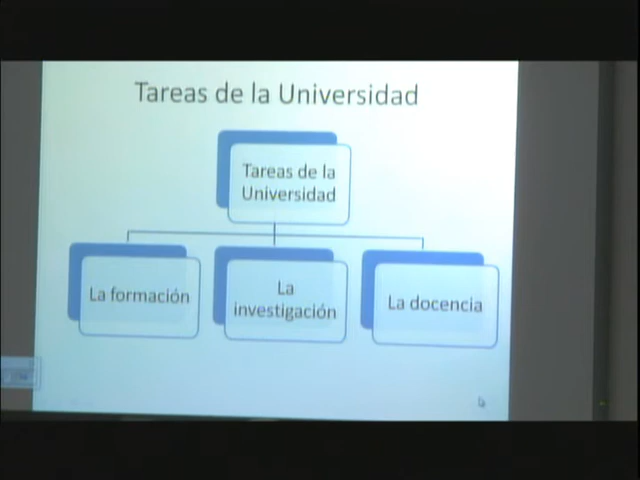 Tareas de la Universidad
Tareas de la
Universidad
La formación
La
investigación
La docencia